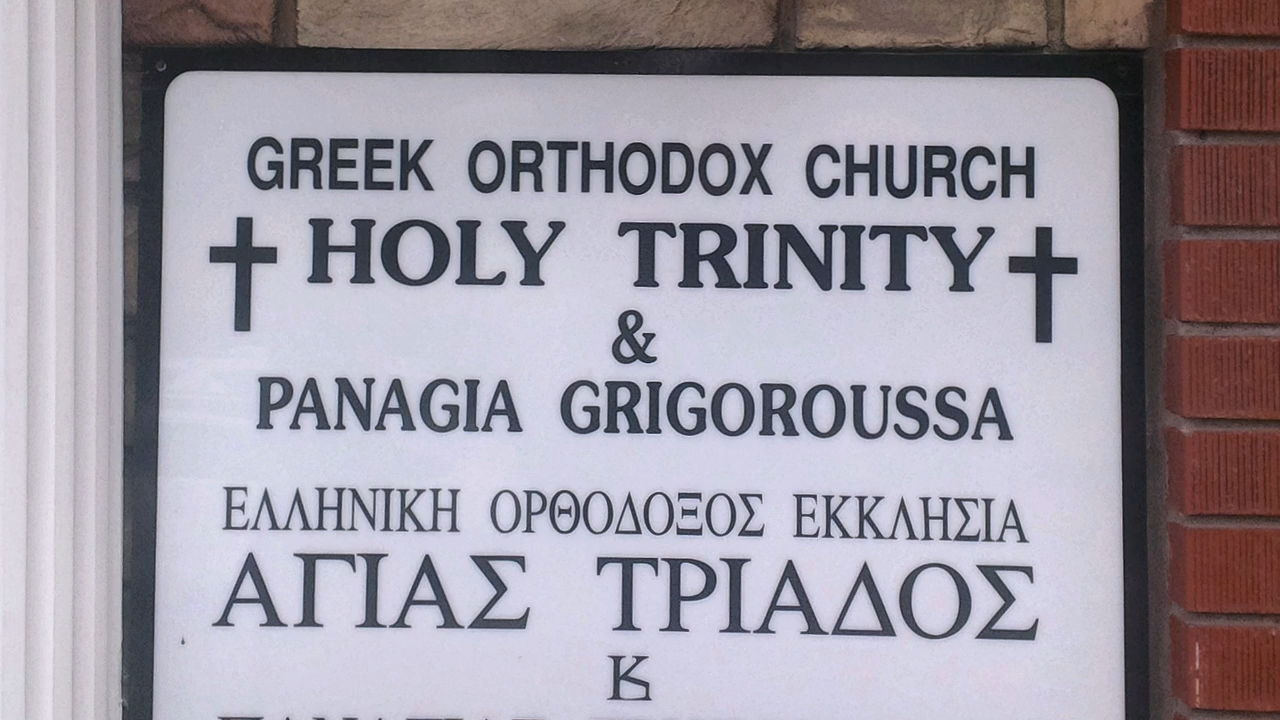 GREEK ORTHODOX CHURCH
HOLY TRINITY
&
PANAGIA GRIGOROUSSA
ΕΛΛΗΝΙΚΗ ΟΡΘΟΔΟΞΟΣ ΕΚΚΛΗΣΙΑ
ΑΓΙΑΣ ΤΡΙΑΔΟΣ
Ϗ